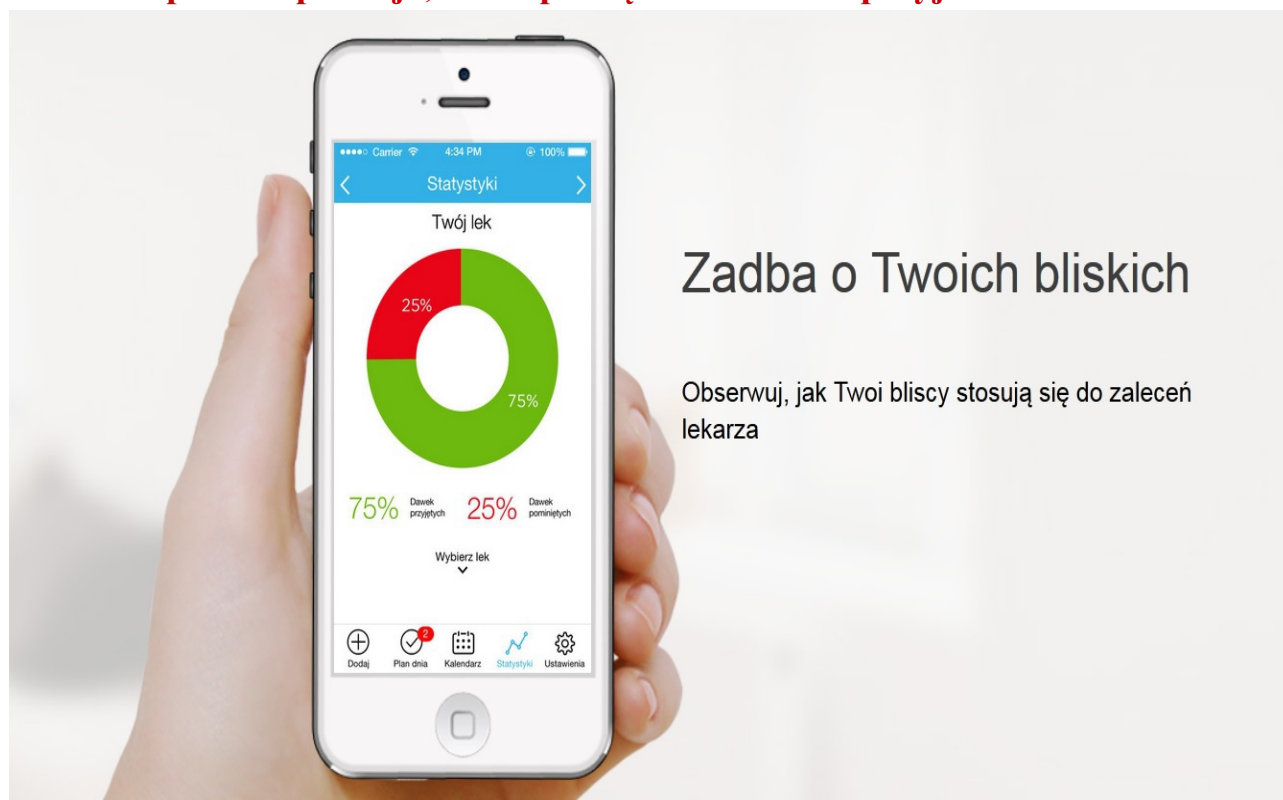 Carrier 4:34 PM 100%
Statystyki
Twój lek
25%
75%
75% Dawek przyjętych 25% Dawek pominiętych
Wybierz lek
2
Dodaj Plan dnia Kalendarz Statystyki Ustawienia
Zadba o Twoich bliskich
Obserwuj, jak Twoi bliscy stosują się do zaleceń
lekarza